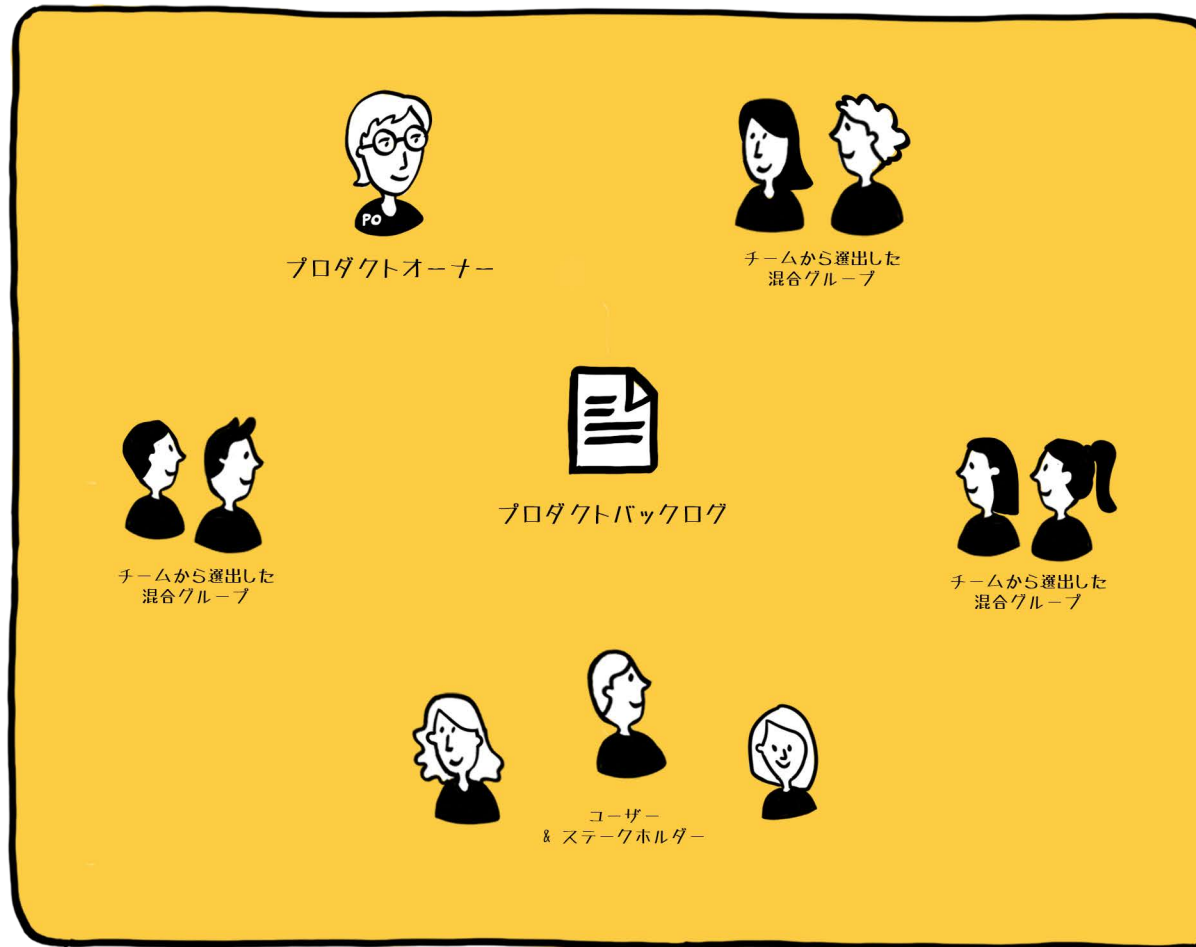 PO
プロダクトオーナー
チームから選出した
混合グループ
プロダクトバックログ
チームから選出した
混合グループ
チームから選出した
混合グループ
ユーザー
& ステークホルダー